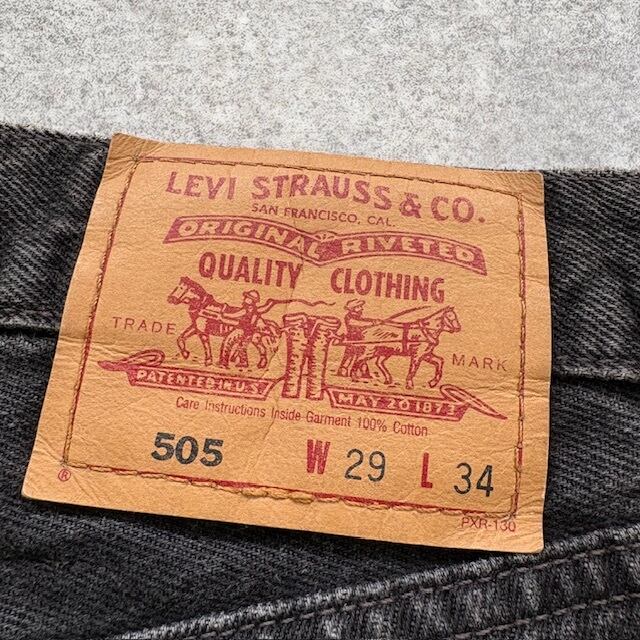 LEVI STRAUSS & CO.
SAN FRANCISCO, CAL.
ORIGINAL RIVETED
QUALITY CLOTHING
TRADE MARK
PATENTED IN U.S. MAY 20 1873
Care Instructions Inside Garment 100% Cotton
505 W 29 L 34
®
PXR-130